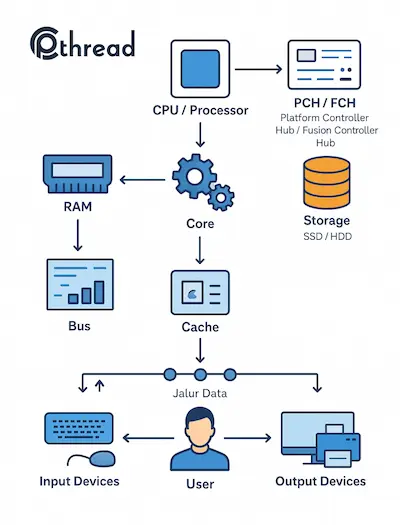 Pthread
CPU / Processor
PCH / FCH
Platform Controller
Hub / Fusion Controller
Hub
RAM
Core
Storage
SSD / HDD
Bus
Cache
Jalur Data
Input Devices
User
Output Devices